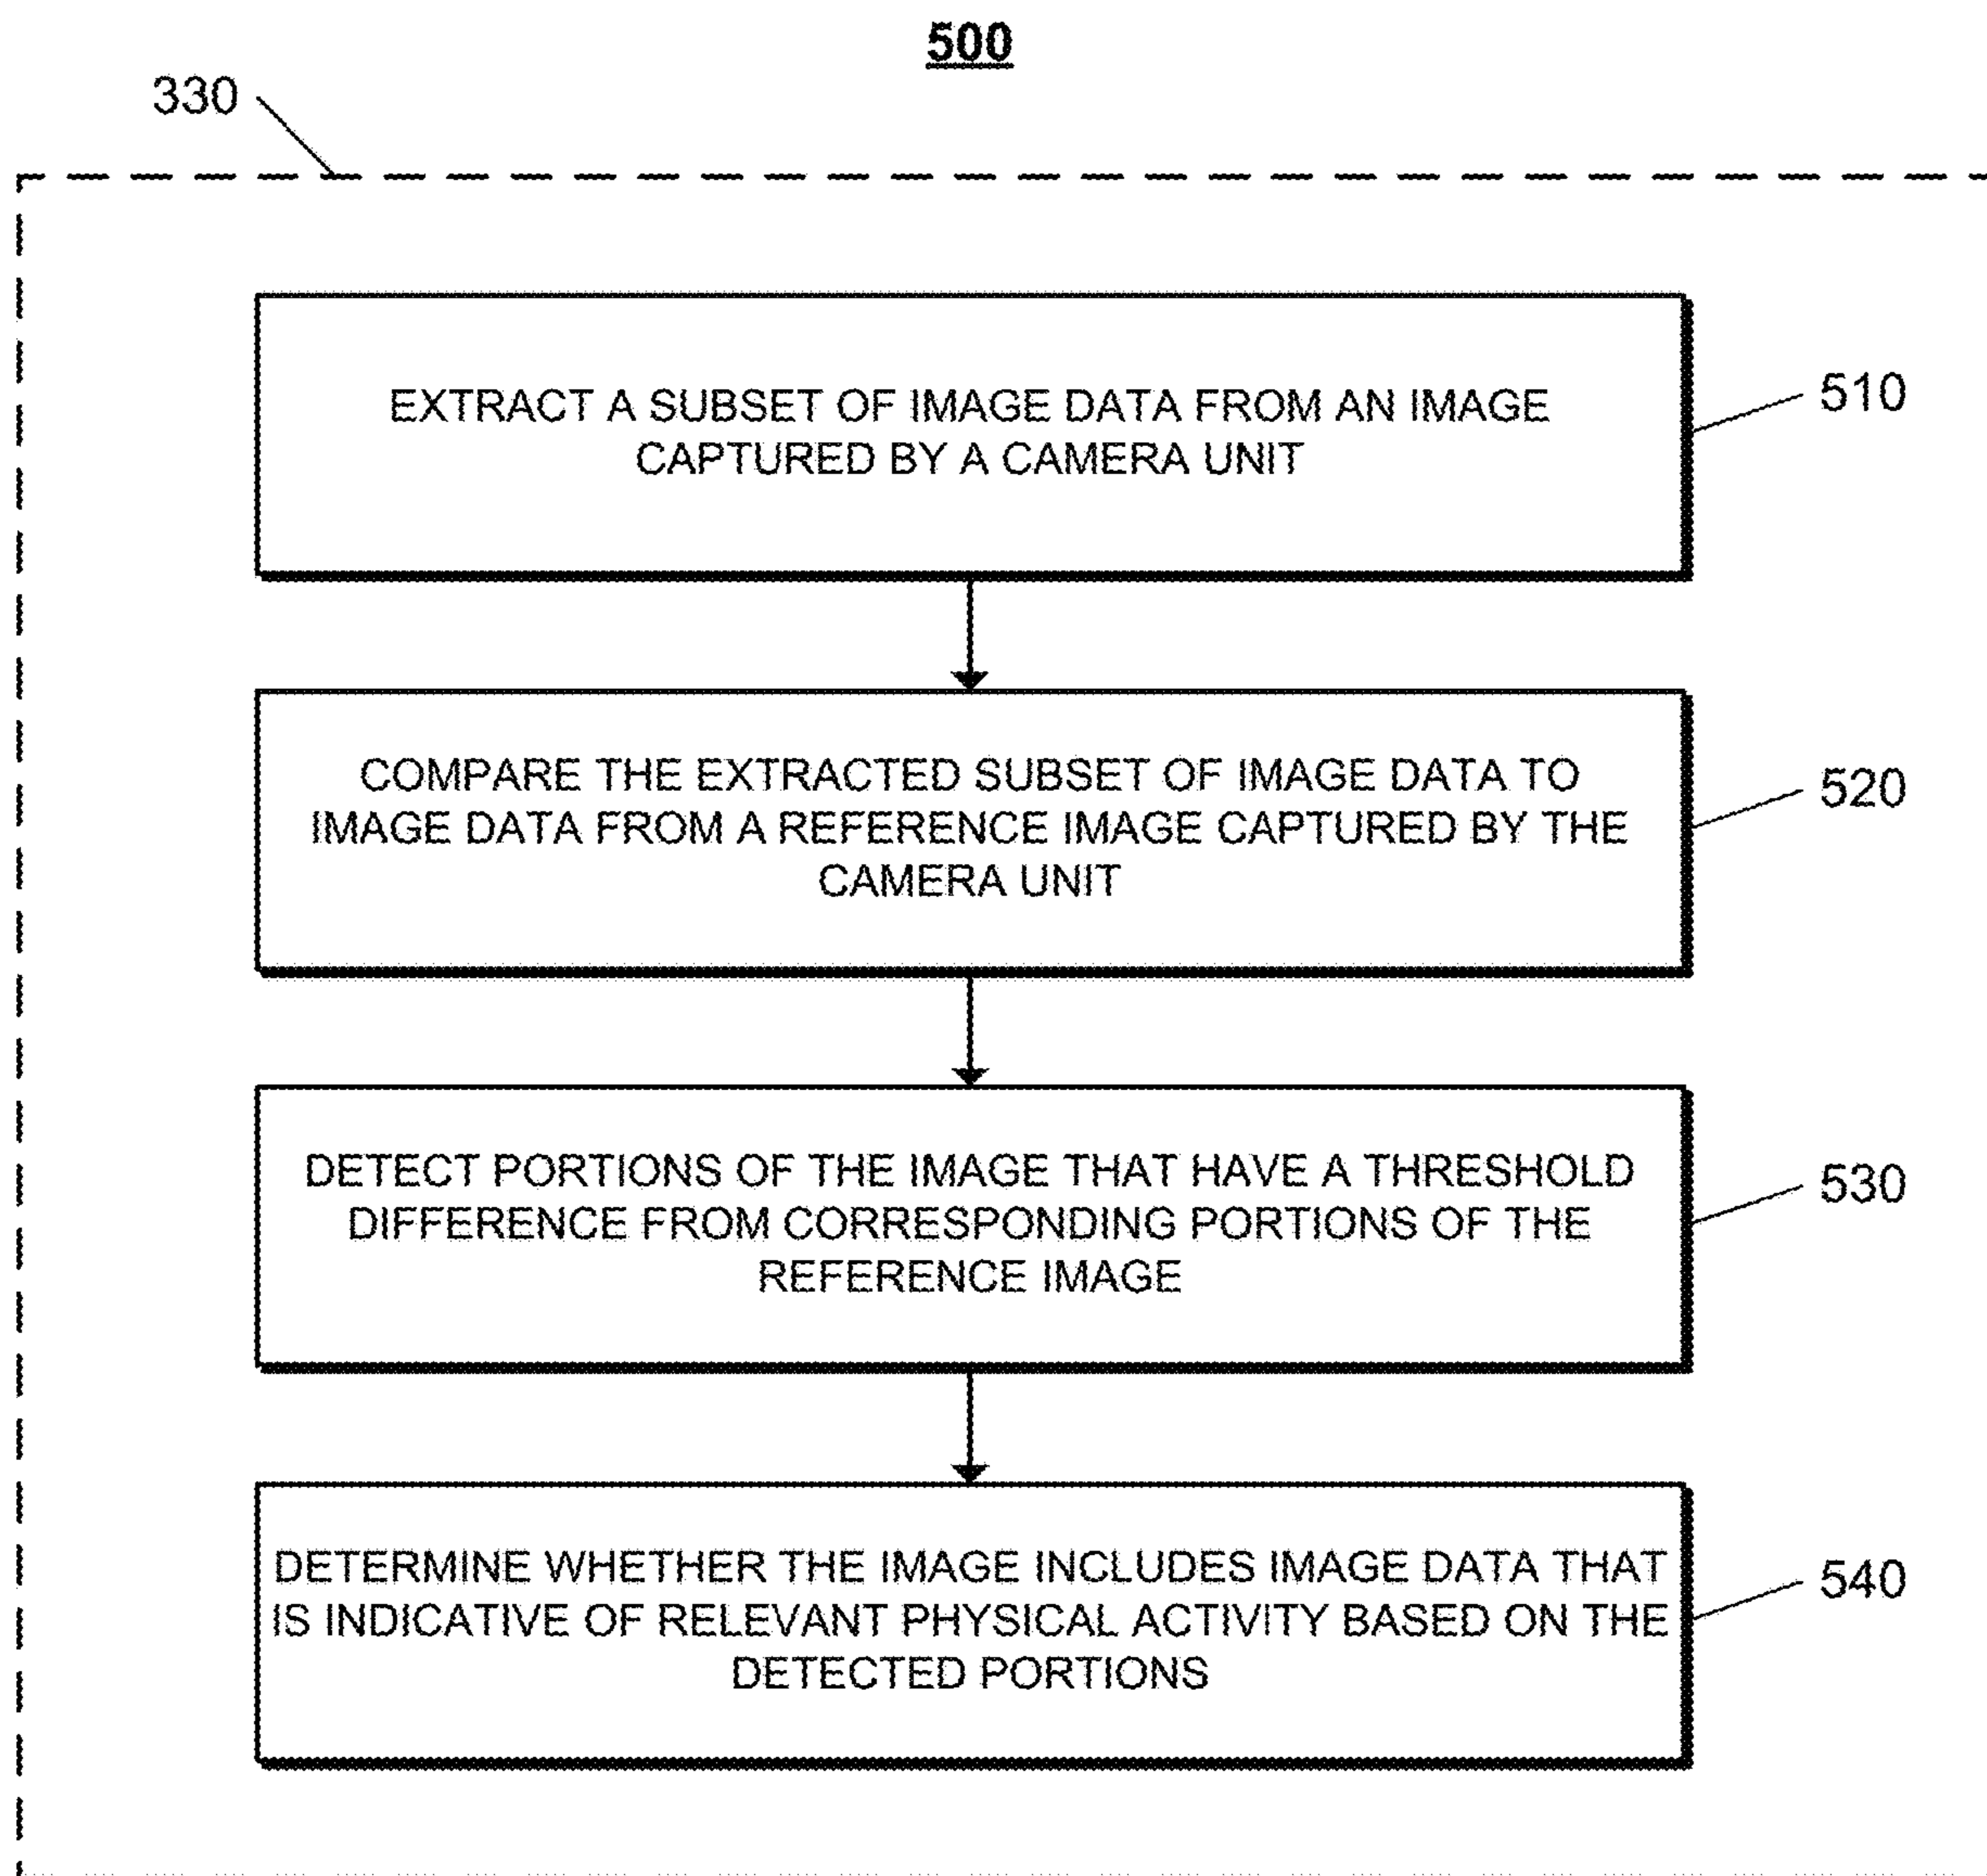 500
330
EXTRACT A SUBSET OF IMAGE DATA FROM AN IMAGE
CAPTURED BY A CAMERA UNIT
510
COMPARE THE EXTRACTED SUBSET OF IMAGE DATA TO
IMAGE DATA FROM A REFERENCE IMAGE CAPTURED BY THE
CAMERA UNIT
520
DETECT PORTIONS OF THE IMAGE THAT HAVE A THRESHOLD
DIFFERENCE FROM CORRESPONDING PORTIONS OF THE
REFERENCE IMAGE
530
DETERMINE WHETHER THE IMAGE INCLUDES IMAGE DATA THAT
IS INDICATIVE OF RELEVANT PHYSICAL ACTIVITY BASED ON THE
DETECTED PORTIONS
540